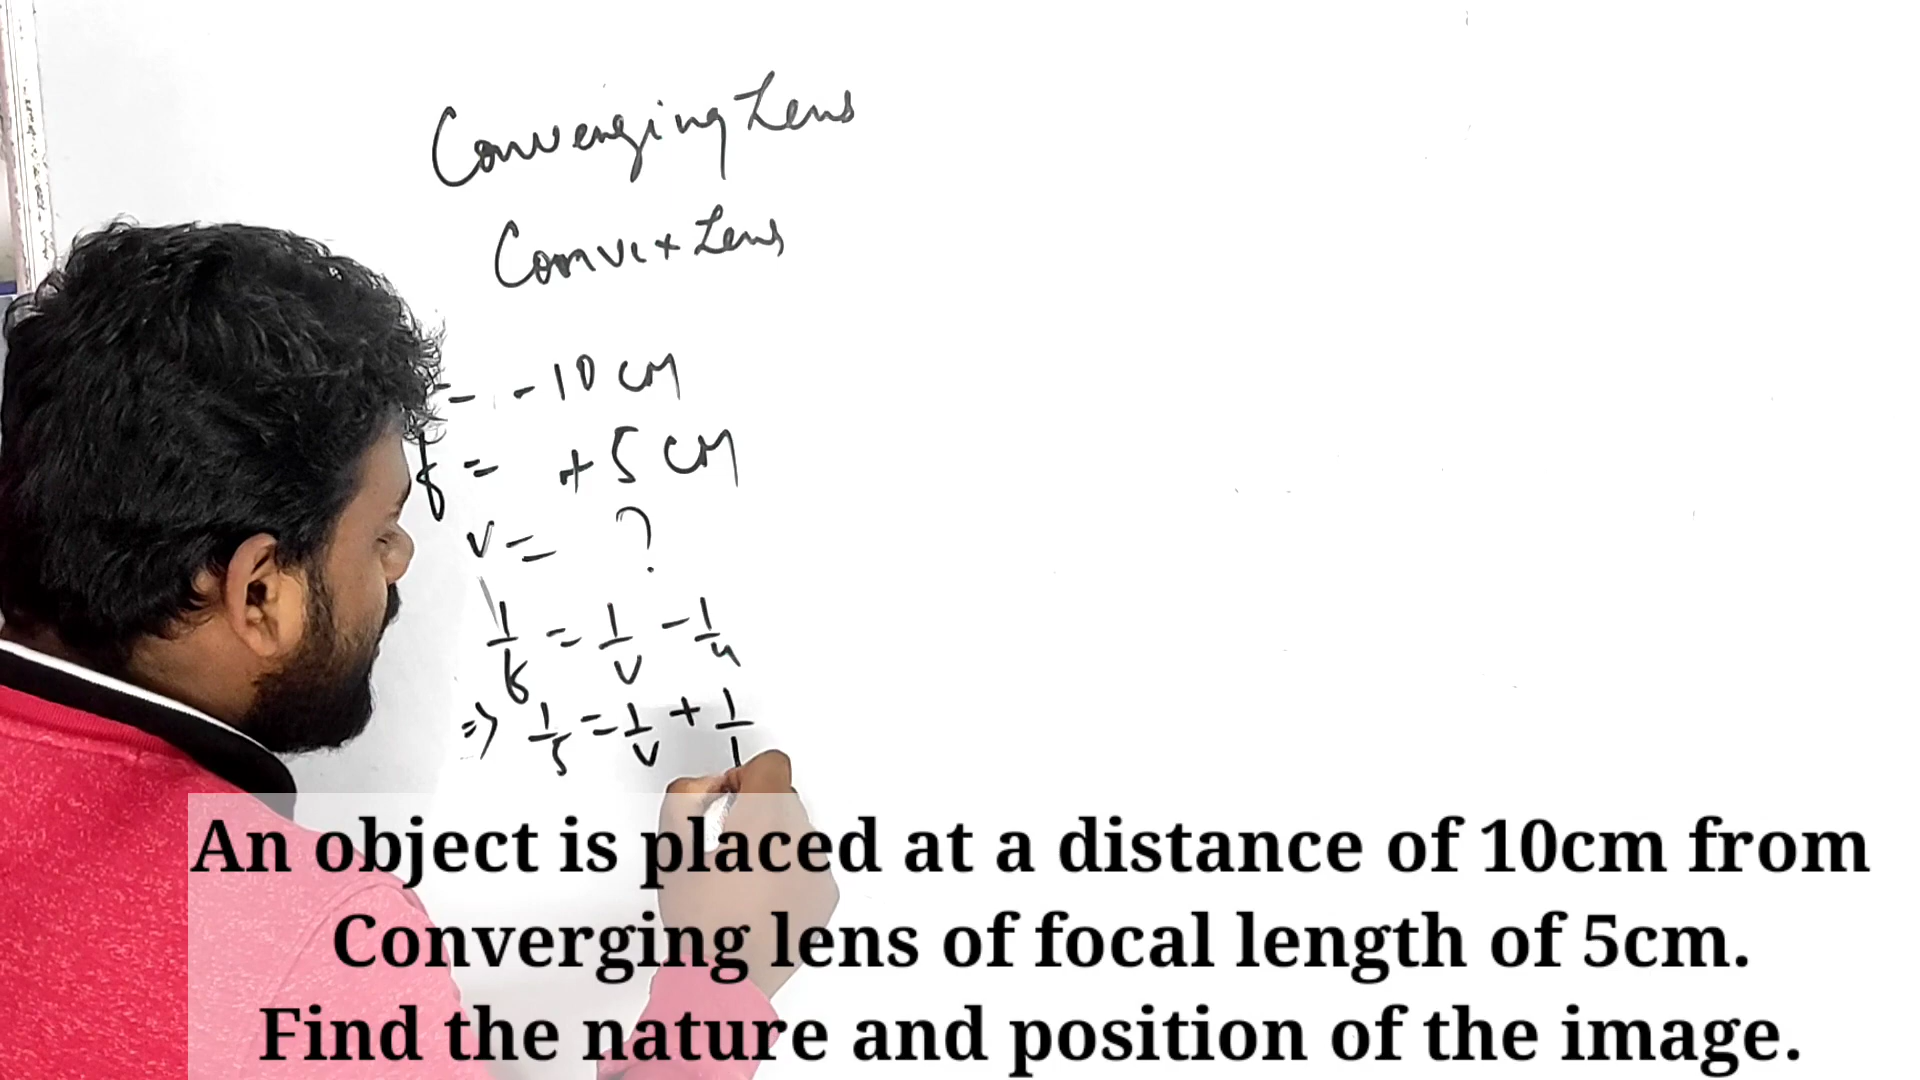 Converging Lens
Convex Lens
= -10 CM
f = +5 CM
v = ?
1/f = 1/v - 1/u
=> 1/5 = 1/v + 1/1
An object is placed at a distance of 10cm from
Converging lens of focal length of 5cm.
Find the nature and position of the image.